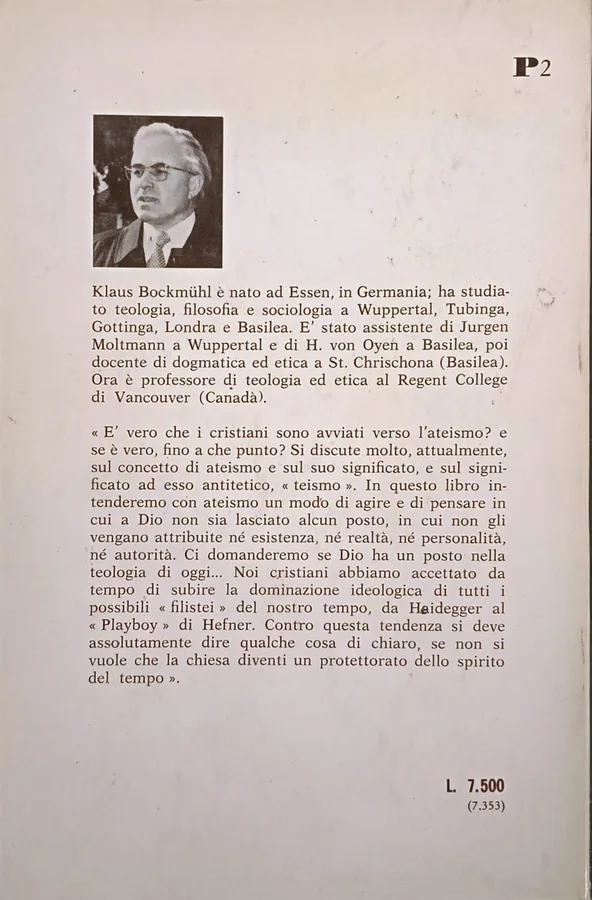 P2
Klaus Bockmühl è nato ad Essen, in Germania; ha studia-
to teologia, filosofia e sociologia a Wuppertal, Tubinga,
Gottinga, Londra e Basilea. E' stato assistente di Jurgen
Moltmann a Wuppertal e di H. von Oyen a Basilea, poi
docente di dogmatica ed etica a St. Chrischona (Basilea).
Ora è professore di teologia ed etica al Regent College
di Vancouver (Canadà).
« E' vero che i cristiani sono avviati verso l'ateismo? e
se è vero, fino a che punto? Si discute molto, attualmente,
sul concetto di ateismo e sul suo significato, e sul signi-
ficato ad esso antitetico, « teismo ». In questo libro in-
tenderemo con ateismo un modo di agire e di pensare in
cui a Dio non sia lasciato alcun posto, in cui non gli
vengano attribuite né esistenza, né realtà, né personalità,
né autorità. Ci domanderemo se Dio ha un posto nella
teologia di oggi... Noi cristiani abbiamo accettato da
tempo di subire la dominazione ideologica di tutti i
possibili « filistei » del nostro tempo, da Heidegger al
« Playboy » di Hefner. Contro questa tendenza si deve
assolutamente dire qualche cosa di chiaro, se non si
vuole che la chiesa diventi un protettorato dello spirito
del tempo ».
L. 7.500
(7.353)